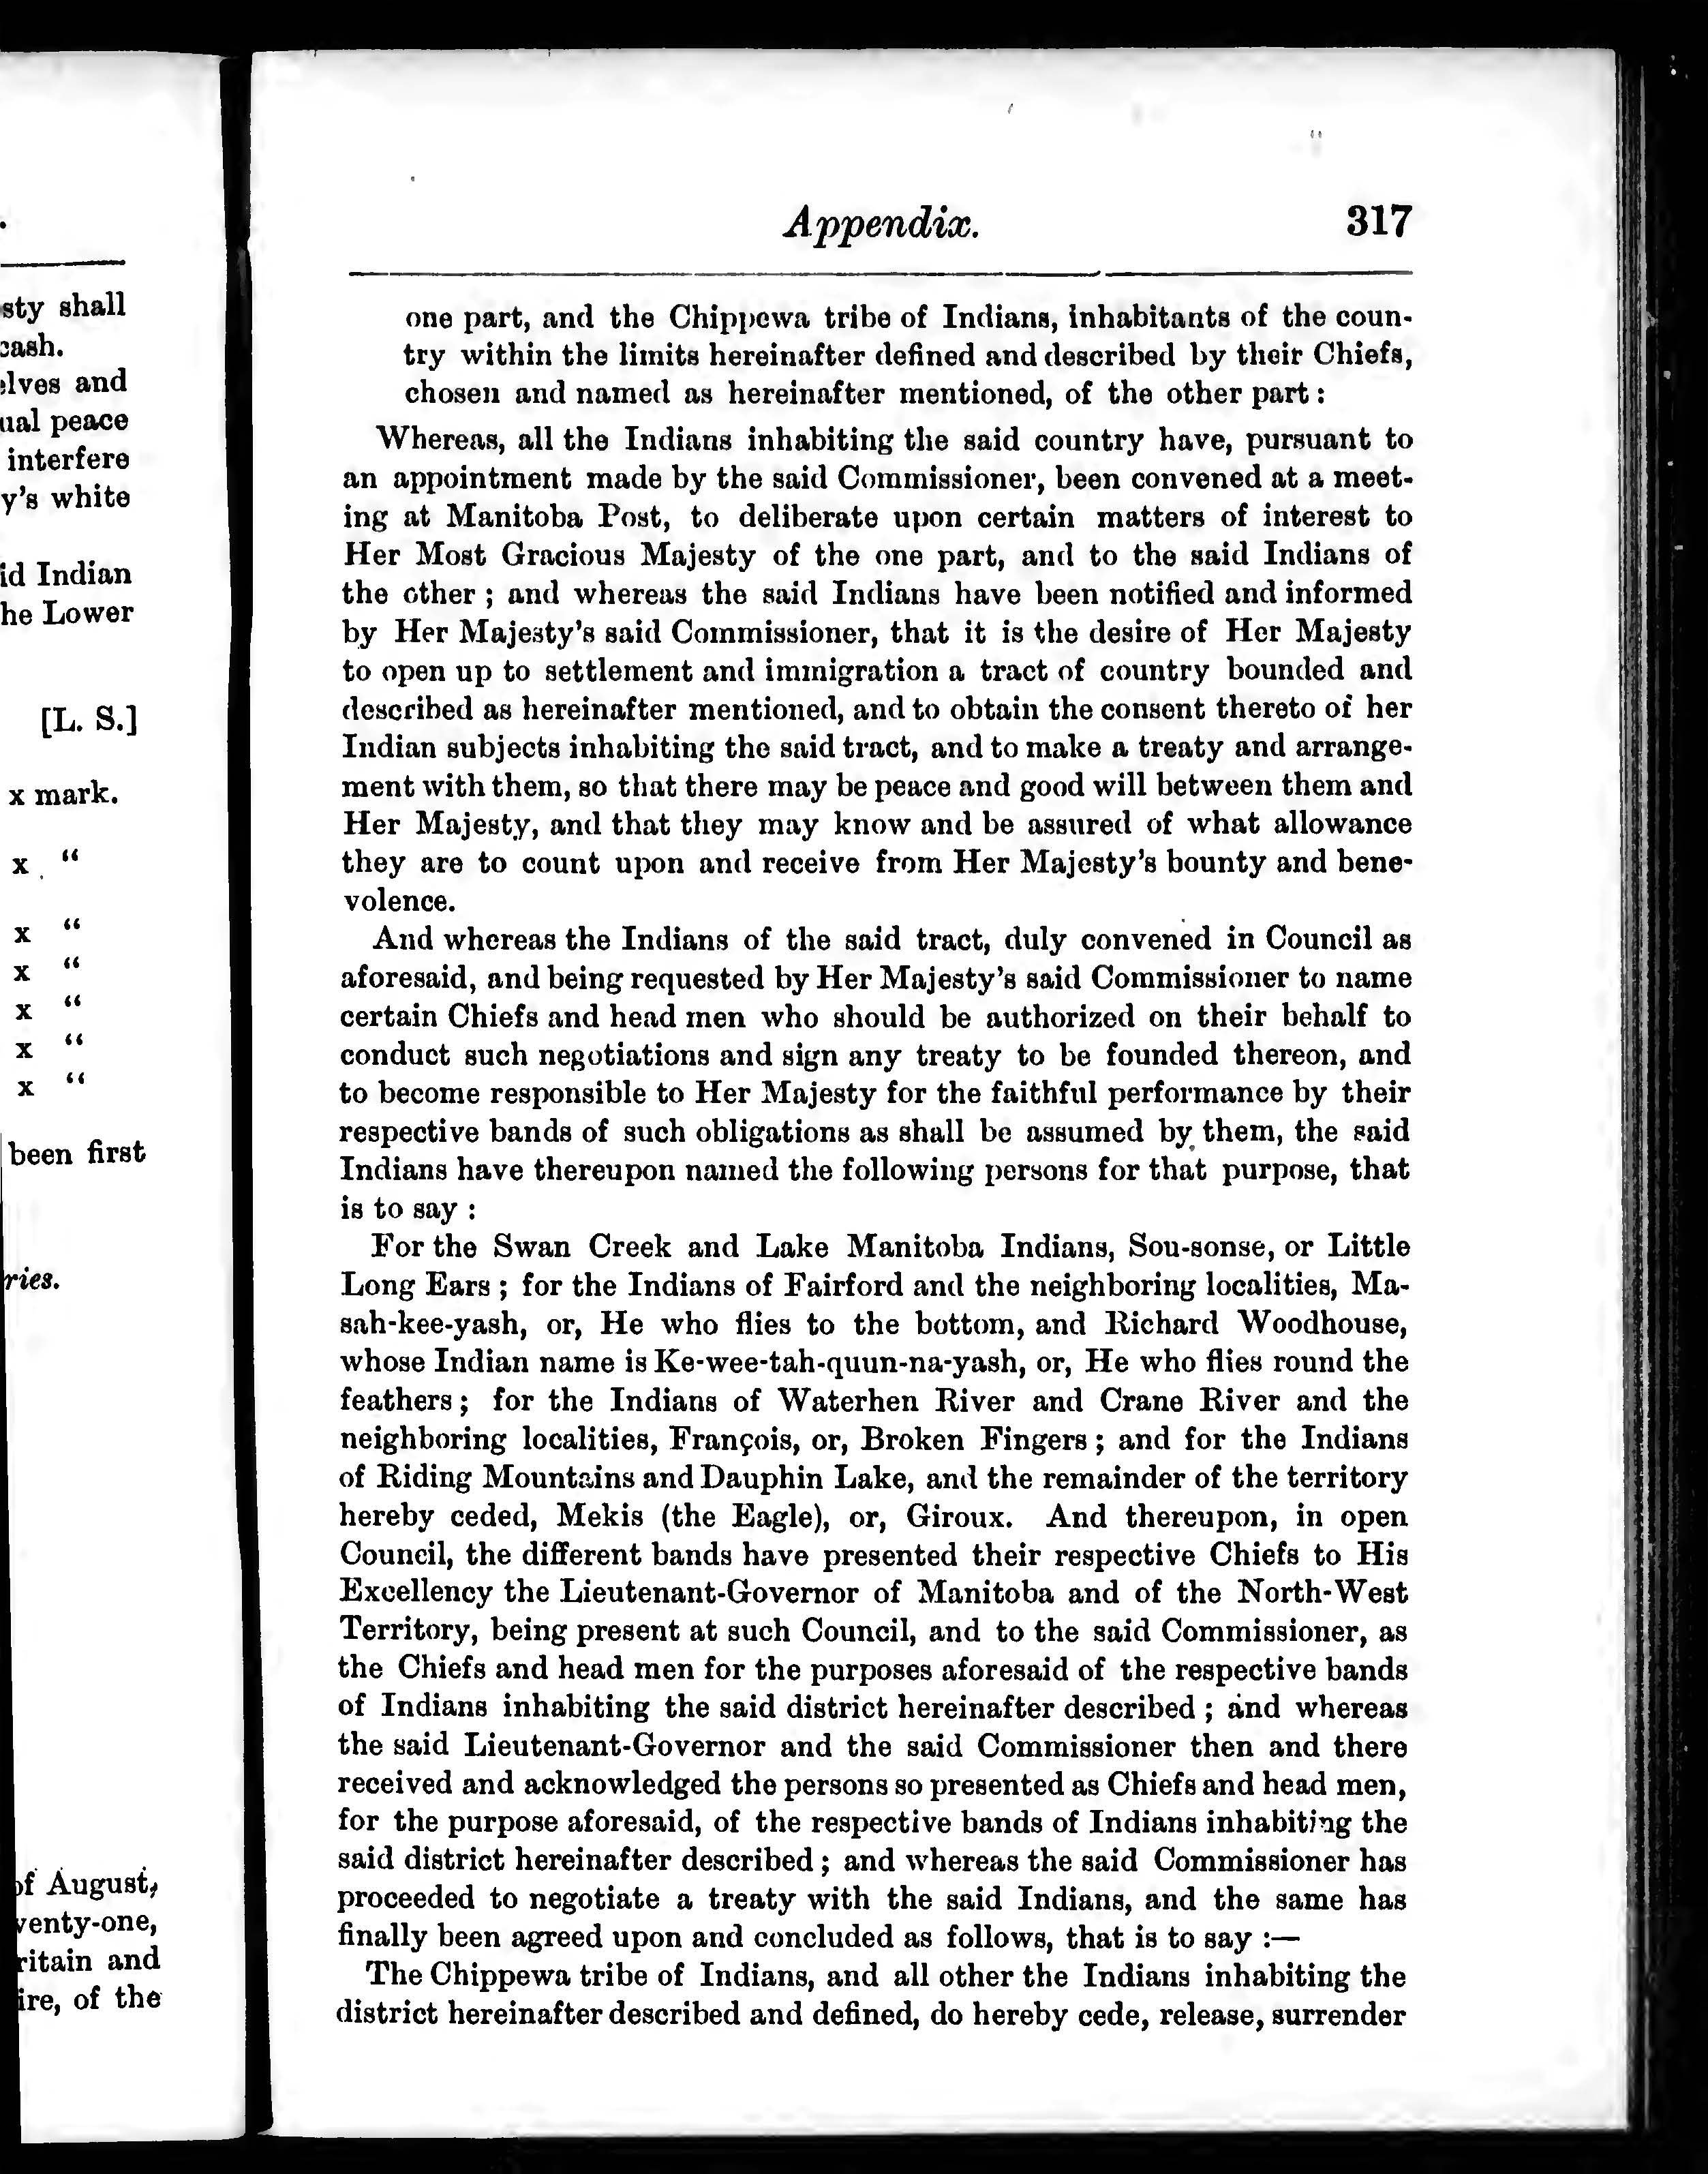 sty shall
cash.
elves and
ual peace
interfere
y's white
id Indian
he Lower
[L. S.]
x mark.
x "
x "
x "
x "
x "
x "
been first
ries.
of August,
venty-one,
ritain and
ire, of the
Appendix. 317
one part, and the Chippewa tribe of Indians, inhabitants of the coun-
try within the limits hereinafter defined and described by their Chiefs,
chosen and named as hereinafter mentioned, of the other part :
Whereas, all the Indians inhabiting the said country have, pursuant to
an appointment made by the said Commissioner, been convened at a meet-
ing at Manitoba Post, to deliberate upon certain matters of interest to
Her Most Gracious Majesty of the one part, and to the said Indians of
the other ; and whereas the said Indians have been notified and informed
by Her Majesty's said Commissioner, that it is the desire of Her Majesty
to open up to settlement and immigration a tract of country bounded and
described as hereinafter mentioned, and to obtain the consent thereto of her
Indian subjects inhabiting the said tract, and to make a treaty and arrange-
ment with them, so that there may be peace and good will between them and
Her Majesty, and that they may know and be assured of what allowance
they are to count upon and receive from Her Majesty's bounty and bene-
volence.
And whereas the Indians of the said tract, duly convened in Council as
aforesaid, and being requested by Her Majesty's said Commissioner to name
certain Chiefs and head men who should be authorized on their behalf to
conduct such negotiations and sign any treaty to be founded thereon, and
to become responsible to Her Majesty for the faithful performance by their
respective bands of such obligations as shall be assumed by them, the said
Indians have thereupon named the following persons for that purpose, that
is to say :
For the Swan Creek and Lake Manitoba Indians, Sou-sonse, or Little
Long Ears ; for the Indians of Fairford and the neighboring localities, Ma-
sah-kee-yash, or, He who flies to the bottom, and Richard Woodhouse,
whose Indian name is Ke-wee-tah-quun-na-yash, or, He who flies round the
feathers ; for the Indians of Waterhen River and Crane River and the
neighboring localities, François, or, Broken Fingers ; and for the Indians
of Riding Mountains and Dauphin Lake, and the remainder of the territory
hereby ceded, Mekis (the Eagle), or, Giroux. And thereupon, in open
Council, the different bands have presented their respective Chiefs to His
Excellency the Lieutenant-Governor of Manitoba and of the North-West
Territory, being present at such Council, and to the said Commissioner, as
the Chiefs and head men for the purposes aforesaid of the respective bands
of Indians inhabiting the said district hereinafter described ; and whereas
the said Lieutenant-Governor and the said Commissioner then and there
received and acknowledged the persons so presented as Chiefs and head men,
for the purpose aforesaid, of the respective bands of Indians inhabiting the
said district hereinafter described ; and whereas the said Commissioner has
proceeded to negotiate a treaty with the said Indians, and the same has
finally been agreed upon and concluded as follows, that is to say :—
The Chippewa tribe of Indians, and all other the Indians inhabiting the
district hereinafter described and defined, do hereby cede, release, surrender